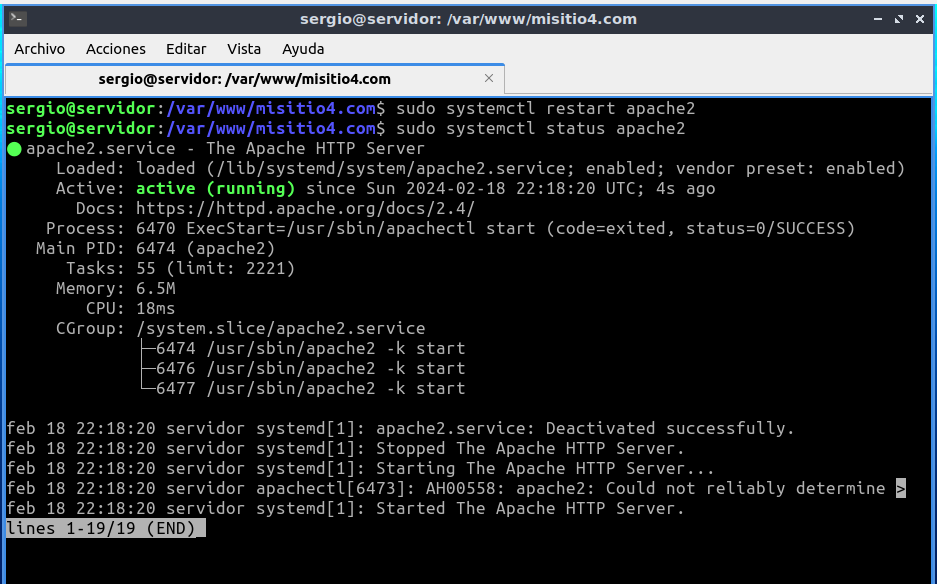 sergio@servidor: /var/www/misitio4.com
Archivo Acciones Editar Vista Ayuda
sergio@servidor: /var/www/misitio4.com
sergio@servidor:/var/www/misitio4.com$ sudo systemctl restart apache2
sergio@servidor:/var/www/misitio4.com$ sudo systemctl status apache2
● apache2.service - The Apache HTTP Server
     Loaded: loaded (/lib/systemd/system/apache2.service; enabled; vendor preset: enabled)
     Active: active (running) since Sun 2024-02-18 22:18:20 UTC; 4s ago
       Docs: https://httpd.apache.org/docs/2.4/
    Process: 6470 ExecStart=/usr/sbin/apachectl start (code=exited, status=0/SUCCESS)
   Main PID: 6474 (apache2)
      Tasks: 55 (limit: 2221)
     Memory: 6.5M
        CPU: 18ms
     CGroup: /system.slice/apache2.service
             ├─6474 /usr/sbin/apache2 -k start
             ├─6476 /usr/sbin/apache2 -k start
             └─6477 /usr/sbin/apache2 -k start
feb 18 22:18:20 servidor systemd[1]: apache2.service: Deactivated successfully.
feb 18 22:18:20 servidor systemd[1]: Stopped The Apache HTTP Server.
feb 18 22:18:20 servidor systemd[1]: Starting The Apache HTTP Server...
feb 18 22:18:20 servidor apachectl[6473]: AH00558: apache2: Could not reliably determine >
feb 18 22:18:20 servidor systemd[1]: Started The Apache HTTP Server.
lines 1-19/19 (END)